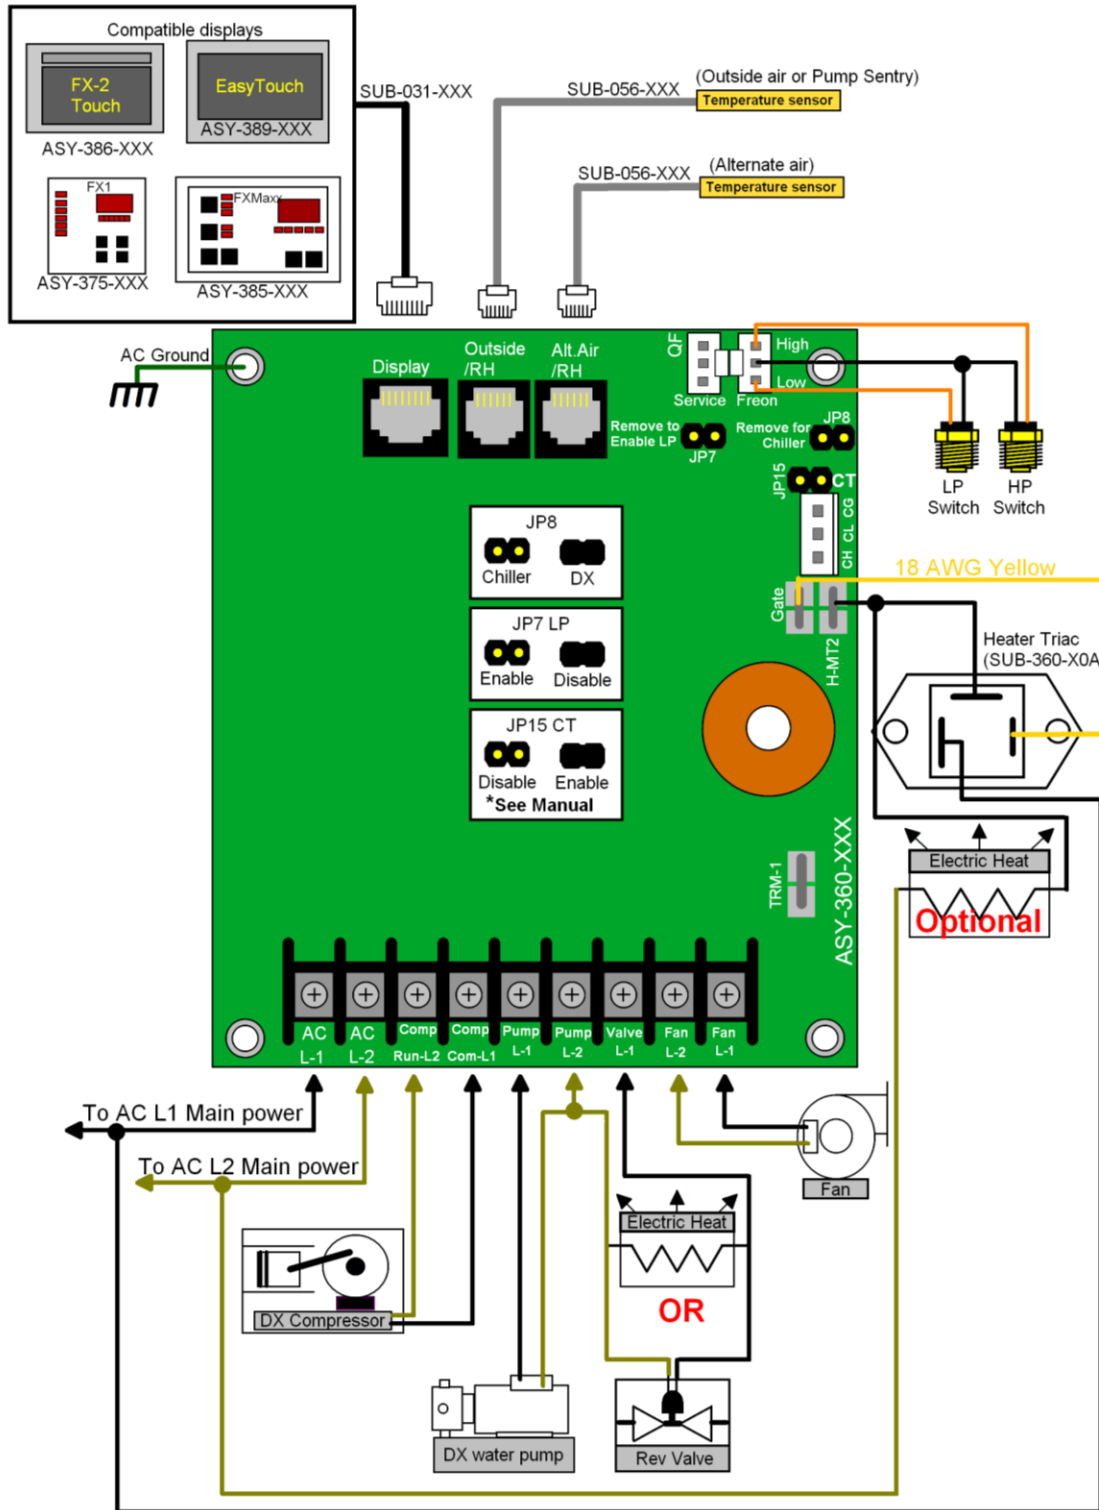 Compatible displays
FX-2
Touch
ASY-386-XXX
EasyTouch
ASY-389-XXX
FX1
ASY-375-XXX
FXMaxx
ASY-385-XXX
SUB-031-XXX
SUB-056-XXX
(Outside air or Pump Sentry)
Temperature sensor
SUB-056-XXX
(Alternate air)
Temperature sensor
AC Ground
Display
Outside
/RH
Alt.Air
/RH
QF
Service
High
Low
Freon
Remove to
Enable LP
JP7
Remove for
Chiller
JP8
JP15
CT
CG
CL
CH
LP
Switch
HP
Switch
JP8
Chiller
DX
JP7 LP
Enable
Disable
JP15 CT
Disable
Enable
*See Manual
18 AWG Yellow
Gate
H-MT2
Heater Triac
(SUB-360-X0A
TRM-1
ASY-360-XXX
Electric Heat
Optional
AC
L-1
AC
L-2
Comp
Run-L2
Comp
Com-L1
Pump
L-1
Pump
L-2
Valve
L-1
Fan
L-2
Fan
L-1
To AC L1 Main power
To AC L2 Main power
Fan
Electric Heat
OR
DX Compressor
DX water pump
Rev Valve